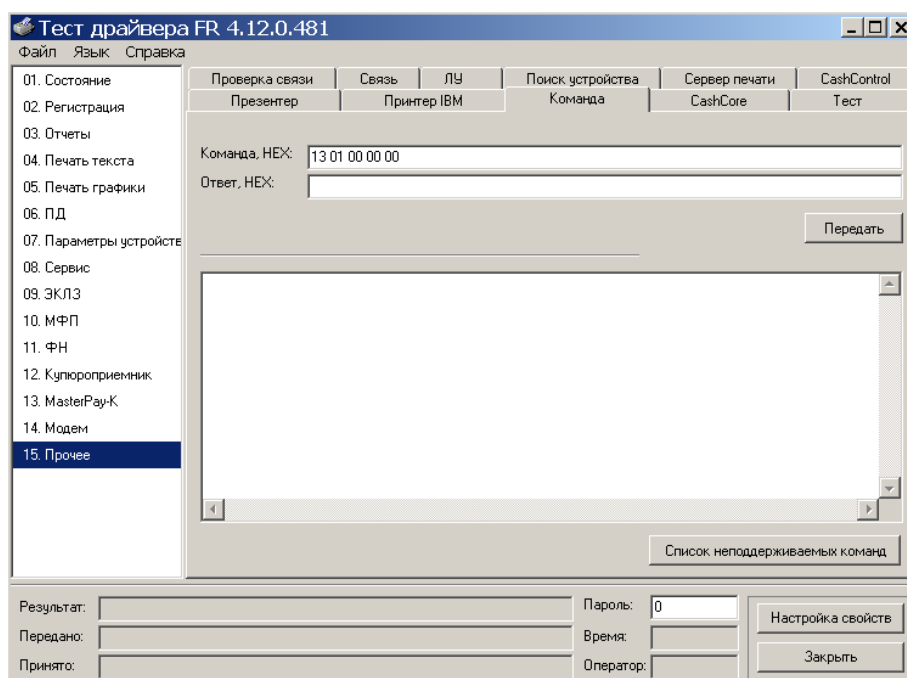 Тест драйвера FR 4.12.0.481
Файл Язык Справка
01. Состояние
02. Регистрация
03. Отчеты
04. Печать текста
05. Печать графики
06. ПД
07. Параметры устройств
08. Сервис
09. ЭКЛЗ
10. МФП
11. ФН
12. Купюроприемник
13. MasterPay-K
14. Модем
15. Прочее
Проверка связи Связь ЛУ Поиск устройства Сервер печати CashControl
Презентер Принтер IBM Команда CashCore Тест
Команда, HEX: 13 01 00 00 00
Ответ, HEX:
Передать
Список неподдерживаемых команд
Результат:
Передано:
Принято:
Пароль: 0
Время:
Оператор:
Настройка свойств
Закрыть